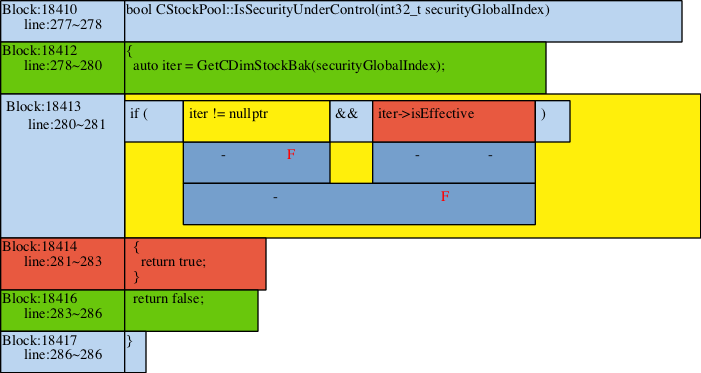 Block:18410 bool CStockPool::IsSecurityUnderControl(int32_t securityGlobalIndex)
line:277~278
Block:18412 {
line:278~280 auto iter = GetCDimStockBak(securityGlobalIndex);
Block:18413 if ( iter != nullptr && iter->isEffective )
line:280~281
- F - -
- F
Block:18414 {
line:281~283 return true;
}
Block:18416 return false;
line:283~286
Block:18417 }
line:286~286